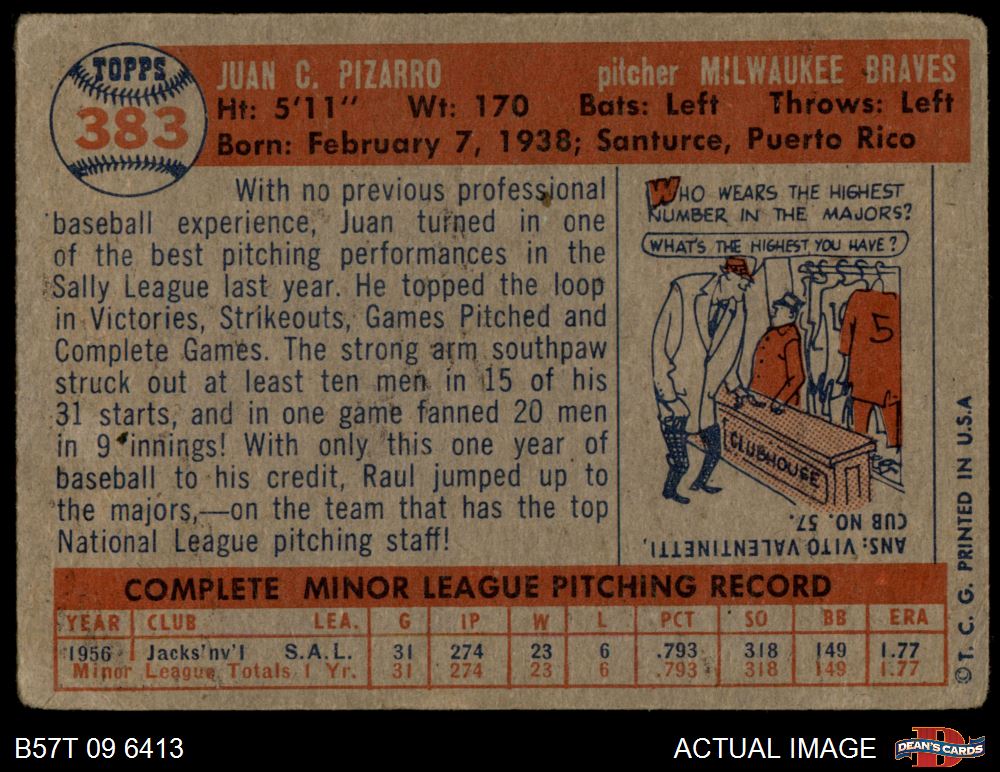 TOPPS
383
JUAN C. PIZARRO pitcher MILWAUKEE BRAVES
Ht: 5'11" Wt: 170 Bats: Left Throws: Left
Born: February 7, 1938; Santurce, Puerto Rico
With no previous professional
baseball experience, Juan turned in one
of the best pitching performances in the
Sally League last year. He topped the loop
in Victories, Strikeouts, Games Pitched and
Complete Games. The strong arm southpaw
struck out at least ten men in 15 of his
31 starts, and in one game fanned 20 men
in 9 innings! With only this one year of
baseball to his credit, Raul jumped up to
the majors,—on the team that has the top
National League pitching staff!
WHO WEARS THE HIGHEST
NUMBER IN THE MAJORS?
WHAT'S THE HIGHEST YOU HAVE?
5
CLUBHOUSE
ANS: VITO VALENTINETTI,
CUB NO. 57.
COMPLETE MINOR LEAGUE PITCHING RECORD
YEAR CLUB LEA. G IP W L PCT SO BB ERA
1956 Jacks'nv'l S.A.L. 31 274 23 6 .793 318 149 1.77
Minor League Totals 1 Yr. 31 274 23 6 .793 318 149 1.77
©T. C. G. PRINTED IN U.S.A
B57T 09 6413
ACTUAL IMAGE
DEAN'S CARDS